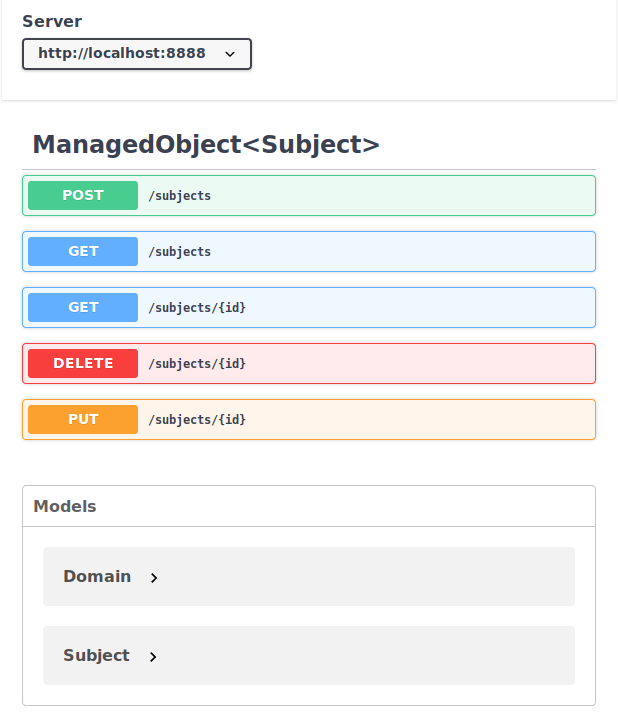 Server
http://localhost:8888
ManagedObject<Subject>
POST /subjects
GET /subjects
GET /subjects/{id}
DELETE /subjects/{id}
PUT /subjects/{id}
Models
Domain
Subject